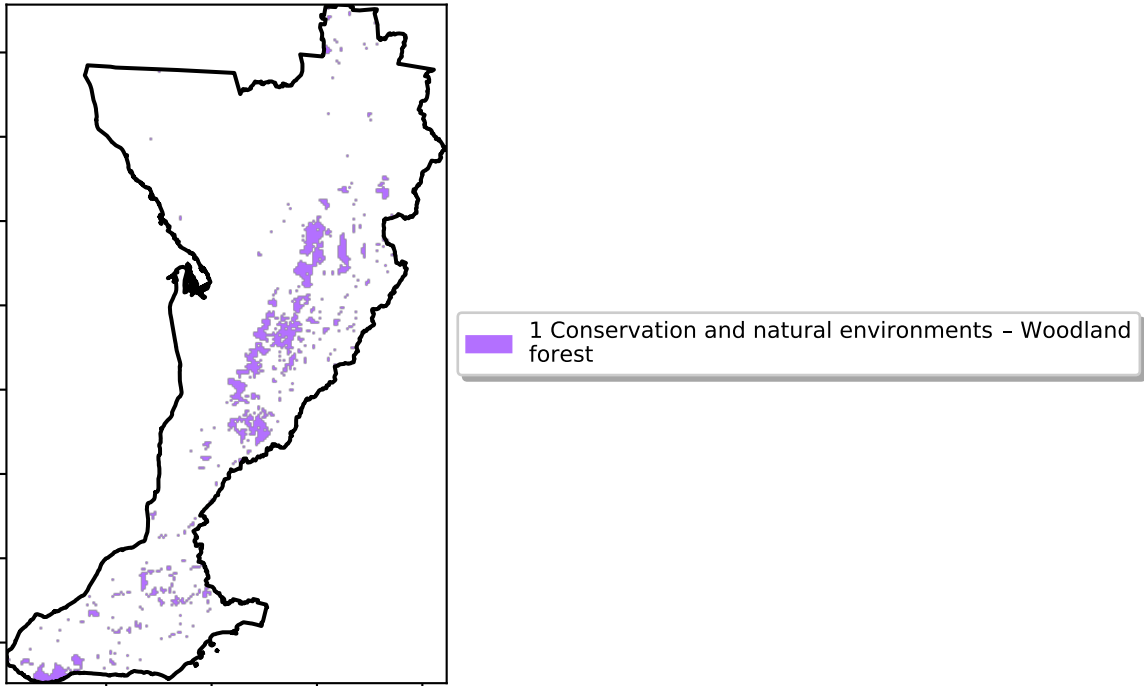 1 Conservation and natural environments – Woodland
forest